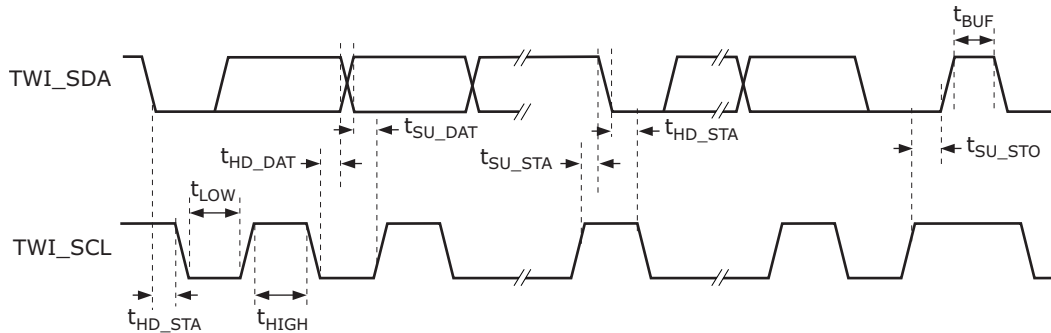 t_BUF
TWI_SDA
t_SU_DAT
t_HD_STA
t_HD_DAT
t_SU_STA
t_SU_STO
t_LOW
TWI_SCL
t_HD_STA
t_HIGH